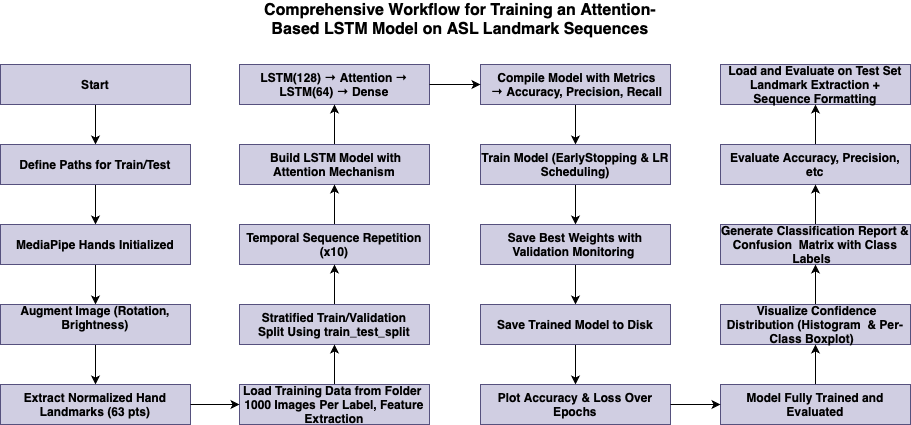 Comprehensive Workflow for Training an Attention-
Based LSTM Model on ASL Landmark Sequences
Start
Define Paths for Train/Test
MediaPipe Hands Initialized
Augment Image (Rotation,
Brightness)
Extract Normalized Hand
Landmarks (63 pts)
Load Training Data from Folder
1000 Images Per Label, Feature
Extraction
Stratified Train/Validation
Split Using train_test_split
Temporal Sequence Repetition
(x10)
Build LSTM Model with
Attention Mechanism
LSTM(128) → Attention →
LSTM(64) → Dense
Compile Model with Metrics
→ Accuracy, Precision, Recall
Train Model (EarlyStopping & LR
Scheduling)
Save Best Weights with
Validation Monitoring
Save Trained Model to Disk
Plot Accuracy & Loss Over
Epochs
Model Fully Trained and
Evaluated
Visualize Confidence
Distribution (Histogram & Per-
Class Boxplot)
Generate Classification Report &
Confusion Matrix with Class
Labels
Evaluate Accuracy, Precision,
etc
Load and Evaluate on Test Set
Landmark Extraction +
Sequence Formatting